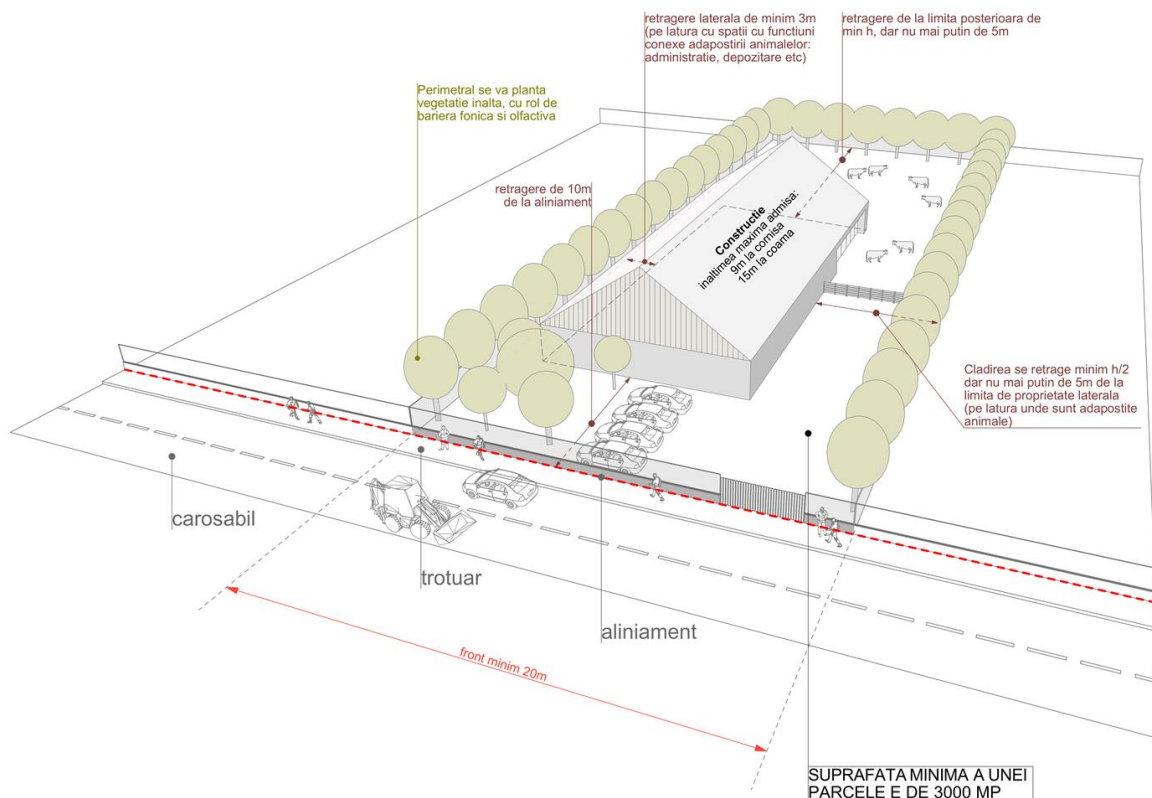 retragere laterala de minim 3m
(pe latura cu spatii cu functiuni
conexe adapostirii animalelor:
administratie, depozitare etc)
retragere de la limita posterioara de
min h, dar nu mai putin de 5m
Perimetral se va planta
vegetatie inalta, cu rol de
bariera fonica si olfactiva
retragere de 10m
de la aliniament
Constructie
inaltimea maxima admisa:
9m la cornisa
15m la coama
Cladirea se retrage minim h/2
dar nu mai putin de 5m de la
limita de proprietate laterala
(pe latura unde sunt adapostite
animale)
carosabil
trotuar
aliniament
front minim 20m
SUPRAFATA MINIMA A UNEI
PARCELE E DE 3000 MP